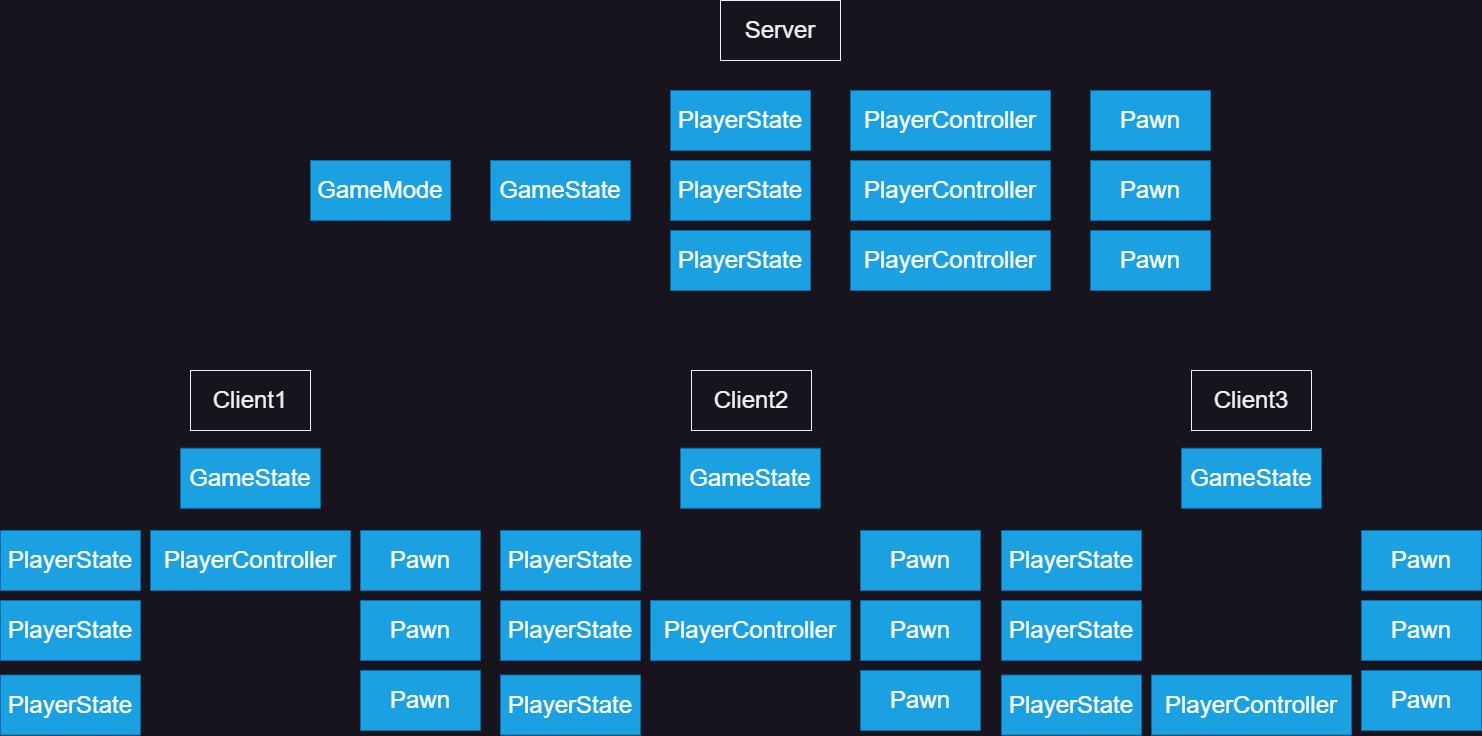 Server
PlayerState PlayerController Pawn
GameMode GameState PlayerState PlayerController Pawn
PlayerState PlayerController Pawn
Client1 Client2 Client3
GameState GameState GameState
PlayerState PlayerController Pawn PlayerState Pawn PlayerState Pawn
PlayerState Pawn PlayerState PlayerController Pawn PlayerState Pawn
PlayerState Pawn PlayerState Pawn PlayerState PlayerController Pawn